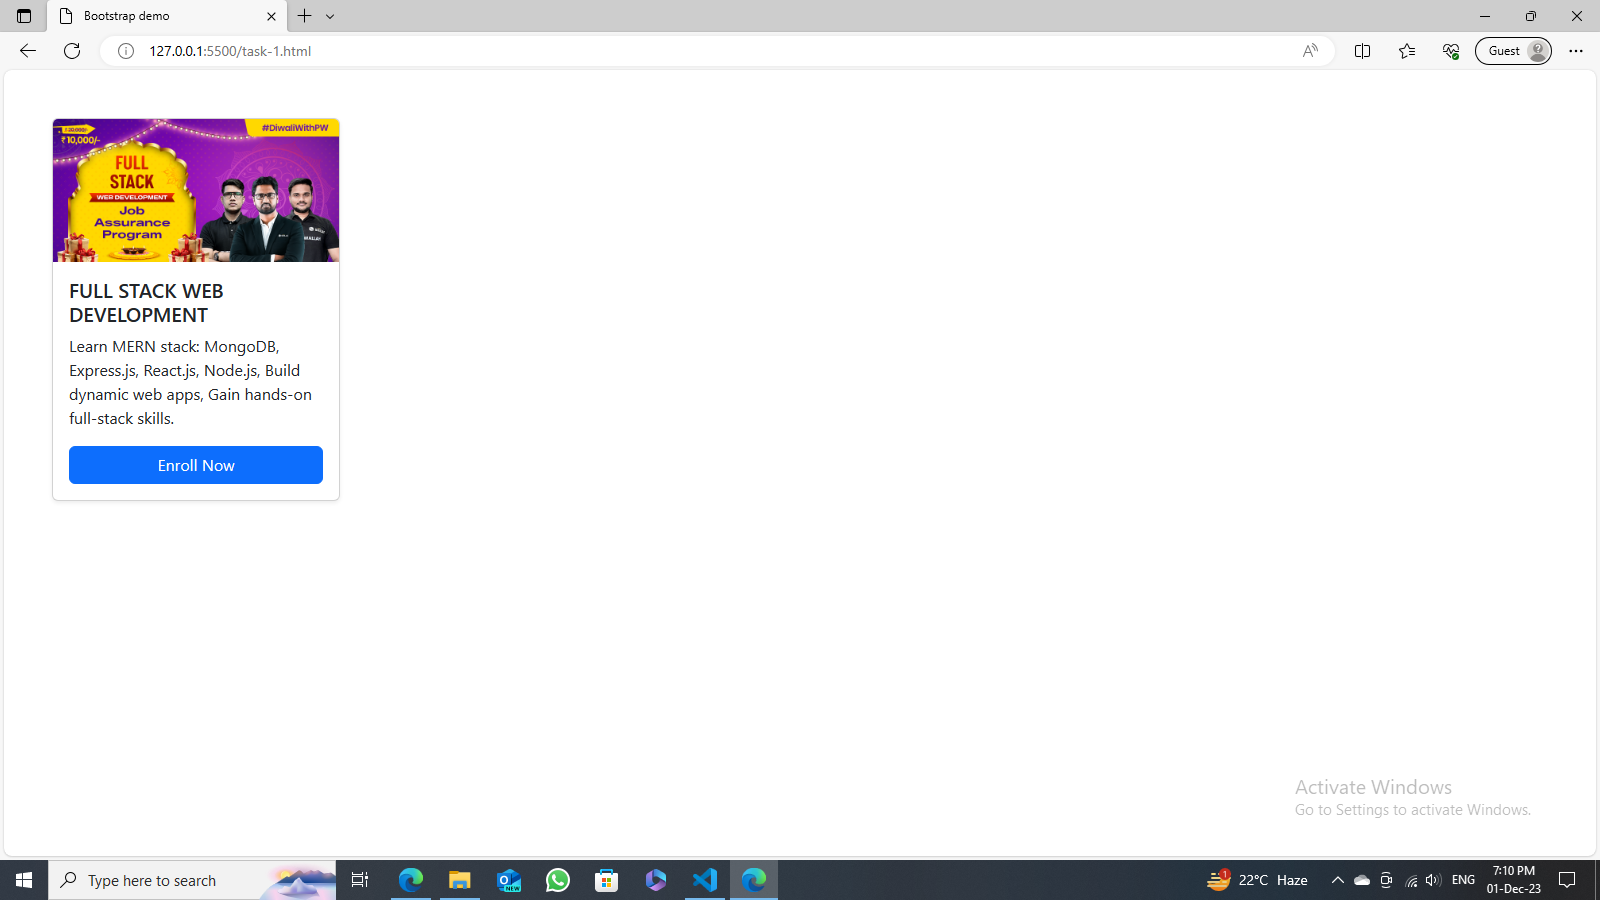 Bootstrap demo
127.0.0.1:5500/task-1.html
Guest
₹10,000/-
#DiwaliWithPW
FULL
STACK
WEB DEVELOPMENT
Job
Assurance
Program
FULL STACK WEB
DEVELOPMENT
Learn MERN stack: MongoDB,
Express.js, React.js, Node.js, Build
dynamic web apps, Gain hands-on
full-stack skills.
Enroll Now
Activate Windows
Go to Settings to activate Windows.
Type here to search
NEW
1
22°C Haze
ENG
7:10 PM
01-Dec-23